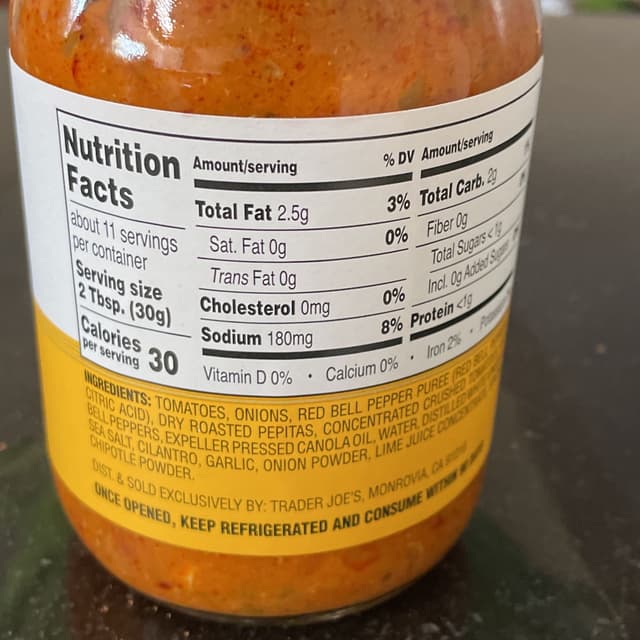 Nutrition
Facts
about 11 servings
per container
Serving size
2 Tbsp. (30g)
Calories
per serving 30
Amount/serving % DV
Total Fat 2.5g 3%
Sat. Fat 0g 0%
Trans Fat 0g
Cholesterol 0mg 0%
Sodium 180mg 8%
Amount/serving
Total Carb. 2g
Fiber 0g
Total Sugars <1g
Incl. 0g Added Sugars
Protein <1g
Vitamin D 0% • Calcium 0% • Iron 2% •
INGREDIENTS: TOMATOES, ONIONS, RED BELL PEPPER PUREE (RED BELL
CITRIC ACID), DRY ROASTED PEPITAS, CONCENTRATED CRUSHED
BELL PEPPERS, EXPELLER PRESSED CANOLA OIL, WATER, DISTILLED
SEA SALT, CILANTRO, GARLIC, ONION POWDER, LIME JUICE CONCENTRATE,
CHIPOTLE POWDER.
DIST. & SOLD EXCLUSIVELY BY: TRADER JOE'S, MONROVIA, CA
ONCE OPENED, KEEP REFRIGERATED AND CONSUME WITHIN